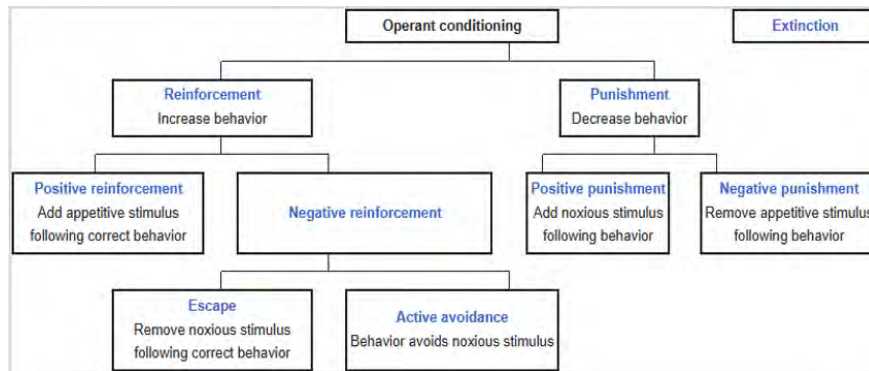 Operant conditioning
Extinction
Reinforcement
Increase behavior
Punishment
Decrease behavior
Positive reinforcement
Add appetitive stimulus
following correct behavior
Negative reinforcement
Positive punishment
Add noxious stimulus
following behavior
Negative punishment
Remove appetitive stimulus
following behavior
Escape
Remove noxious stimulus
following correct behavior
Active avoidance
Behavior avoids noxious stimulus